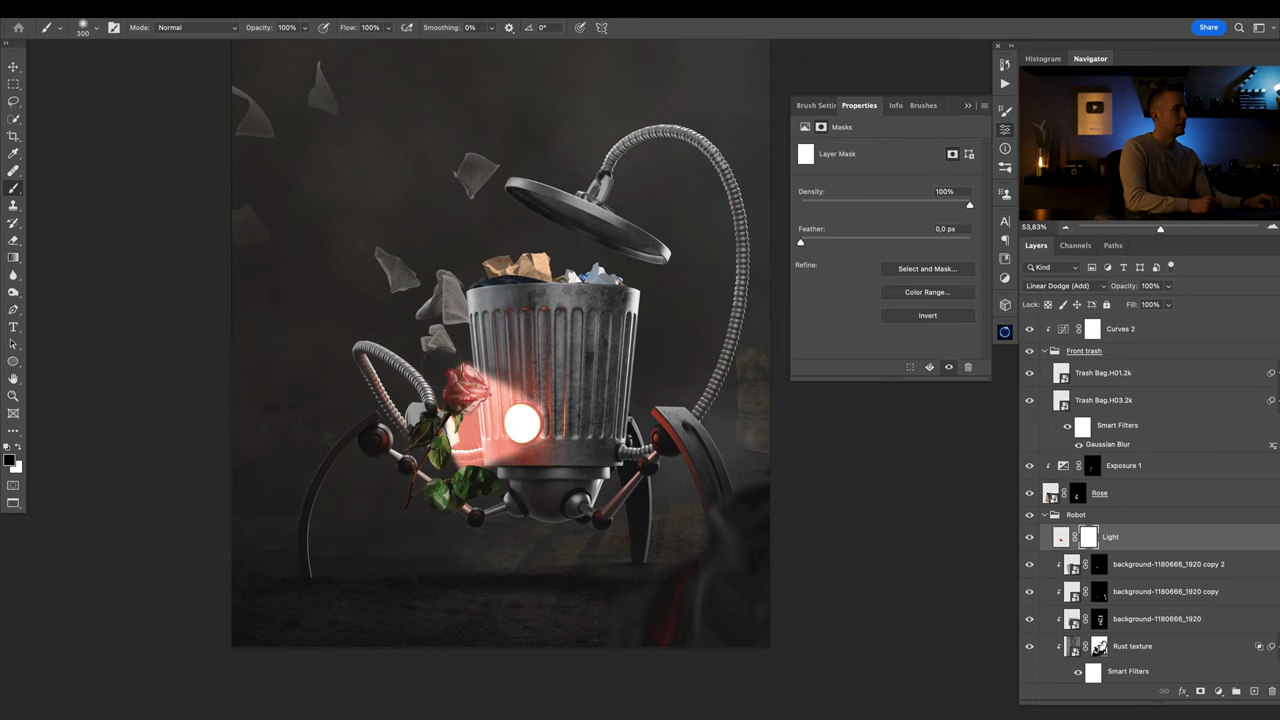 300
Mode: Normal
Opacity: 100%
Flow: 100%
Smoothing: 0%
0°
Share
Histogram
Navigator
Brush Setti
Properties
Info
Brushes
Masks
Layer Mask
Density:
100%
Feather:
0,0 px
Refine:
Select and Mask...
Color Range...
Invert
53,83%
Layers
Channels
Paths
Kind
Linear Dodge (Add)
Opacity: 100%
Lock:
Fill: 100%
Curves 2
Front trash
Trash Bag.H01.2k
Trash Bag.H03.2k
Smart Filters
Gaussian Blur
Exposure 1
Rose
Robot
Light
background-1180666_1920 copy 2
background-1180666_1920 copy
background-1180666_1920
Rust texture
Smart Filters